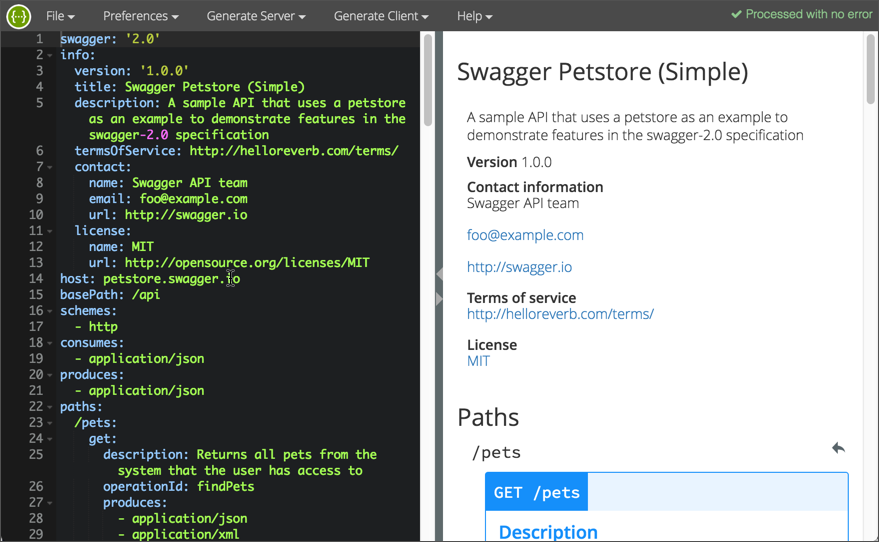 {···} File Preferences Generate Server Generate Client Help ✔ Processed with no error
1 swagger: '2.0'
2 info:
3 version: '1.0.0'
4 title: Swagger Petstore (Simple)
5 description: A sample API that uses a petstore
as an example to demonstrate features in the
swagger-2.0 specification
6 termsOfService: http://helloreverb.com/terms/
7 contact:
8 name: Swagger API team
9 email: foo@example.com
10 url: http://swagger.io
11 license:
12 name: MIT
13 url: http://opensource.org/licenses/MIT
14 host: petstore.swagger.io
15 basePath: /api
16 schemes:
17 - http
18 consumes:
19 - application/json
20 produces:
21 - application/json
22 paths:
23 /pets:
24 get:
25 description: Returns all pets from the
system that the user has access to
26 operationId: findPets
27 produces:
28 - application/json
29 - application/xml
Swagger Petstore (Simple)
A sample API that uses a petstore as an example to
demonstrate features in the swagger-2.0 specification
Version 1.0.0
Contact information
Swagger API team
foo@example.com
http://swagger.io
Terms of service
http://helloreverb.com/terms/
License
MIT
Paths
/pets
GET /pets
Description